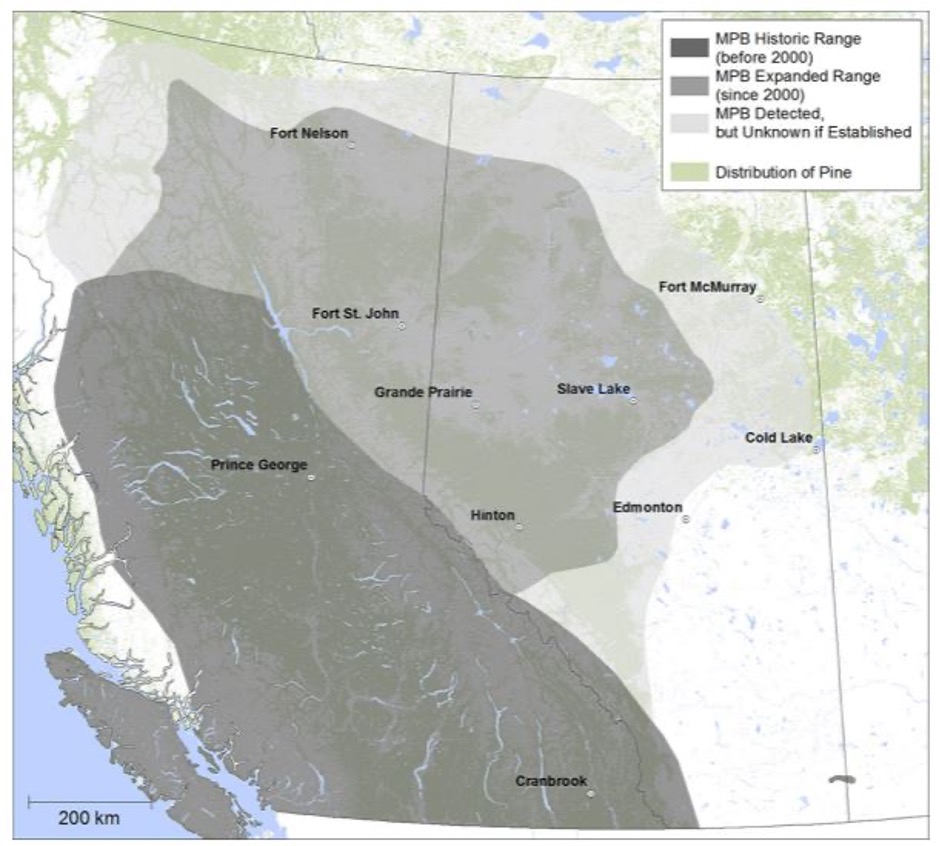 MPB Historic Range
(before 2000)
MPB Expanded Range
(since 2000)
MPB Detected,
but Unknown if Established
Distribution of Pine
Fort Nelson
Fort McMurray
Fort St. John
Grande Prairie
Slave Lake
Cold Lake
Prince George
Hinton
Edmonton
Cranbrook
200 km